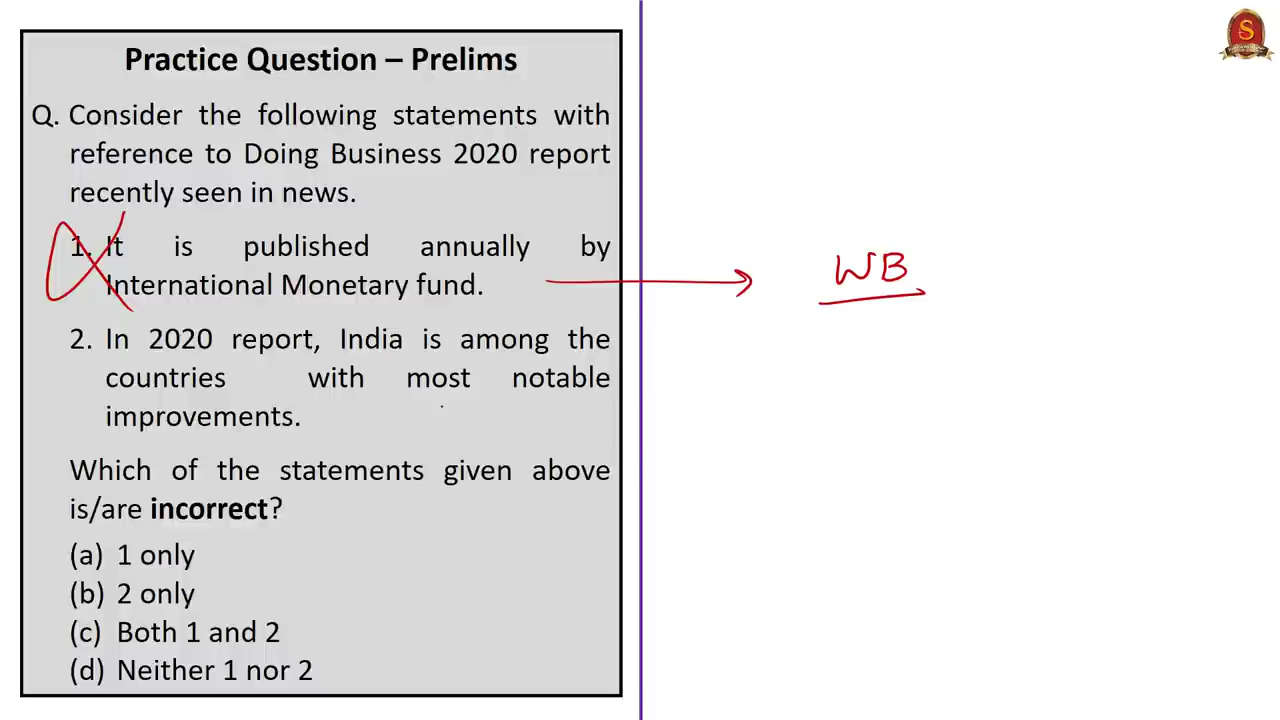 Practice Question – Prelims
Q. Consider the following statements with
reference to Doing Business 2020 report
recently seen in news.
1. It is published annually by
International Monetary fund.
WB
2. In 2020 report, India is among the
countries with most notable
improvements.
Which of the statements given above
is/are incorrect?
(a) 1 only
(b) 2 only
(c) Both 1 and 2
(d) Neither 1 nor 2
S